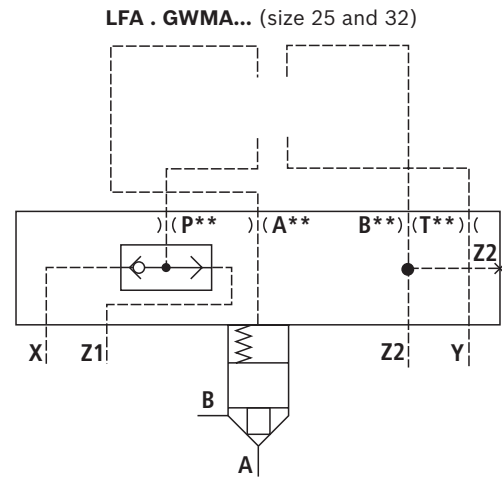 LFA . GWMA... (size 25 and 32)
P** A** B** T**
Z2
X Z1 Z2 Y
B
A